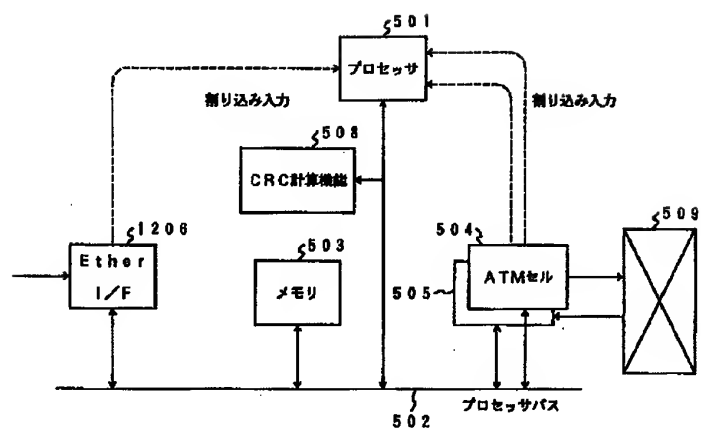 501
プロセッサ
割り込み入力
割り込み入力
508
CRC計算機能
1206
Ether
I/F
503
メモリ
504
ATMセル
505
509
プロセッサバス
502